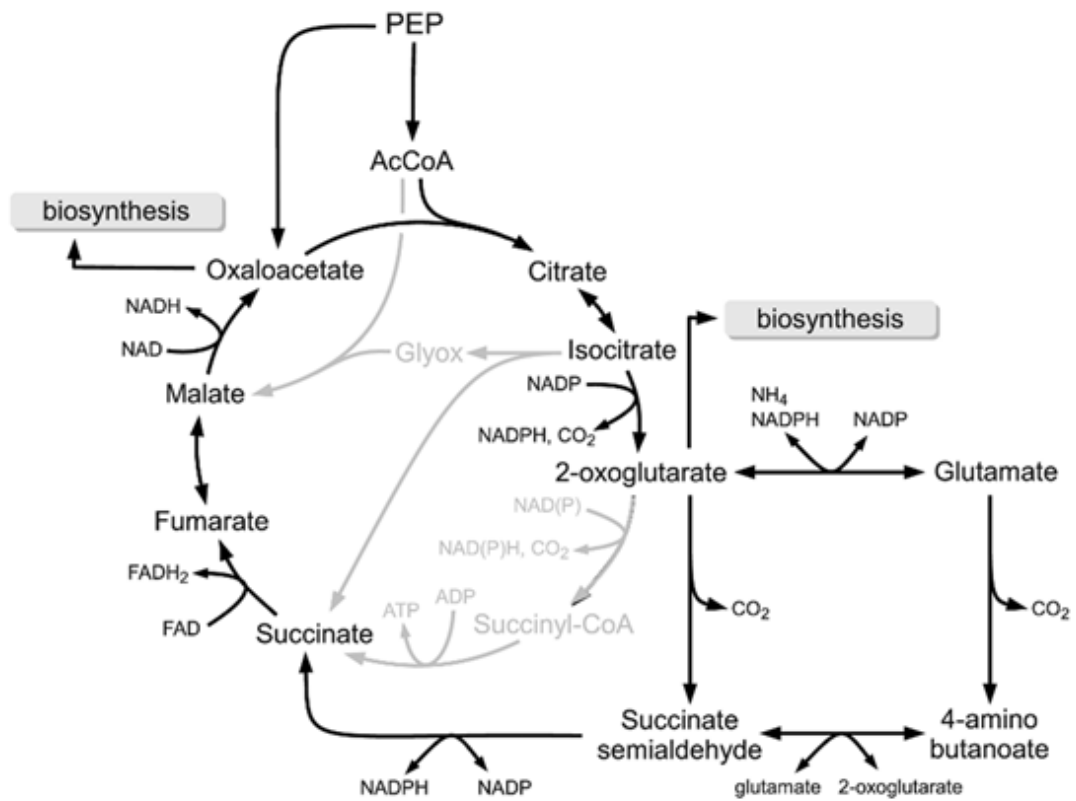 PEP
AcCoA
biosynthesis
Oxaloacetate
Citrate
NADH
NAD
biosynthesis
Glyox
Isocitrate
Malate
NADP
NADPH, CO2
NH4
NADPH
NADP
2-oxoglutarate
Glutamate
NAD(P)
NAD(P)H, CO2
Fumarate
FADH2
FAD
ATP
ADP
Succinyl-CoA
CO2
CO2
Succinate
Succinate
semialdehyde
4-amino
butanoate
NADPH
NADP
glutamate
2-oxoglutarate